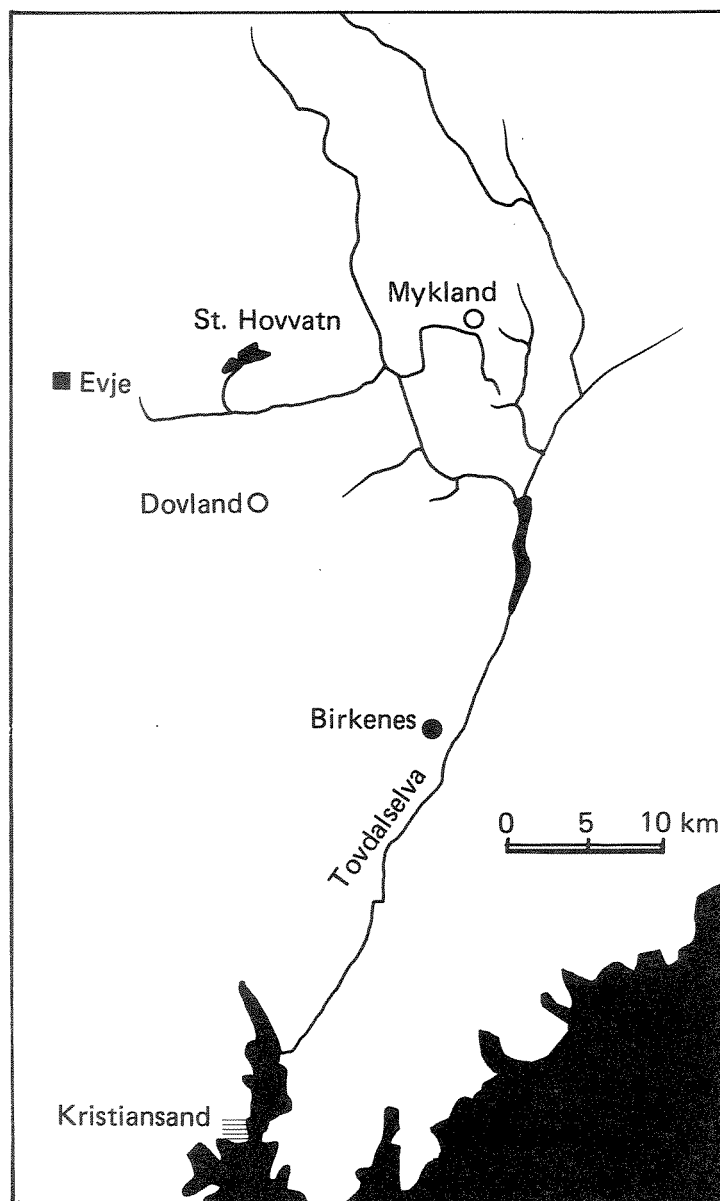 Mykland
St. Hovvatn
Evje
Dovland
Birkenes
Tovdalselva
0 5 10 km
Kristiansand